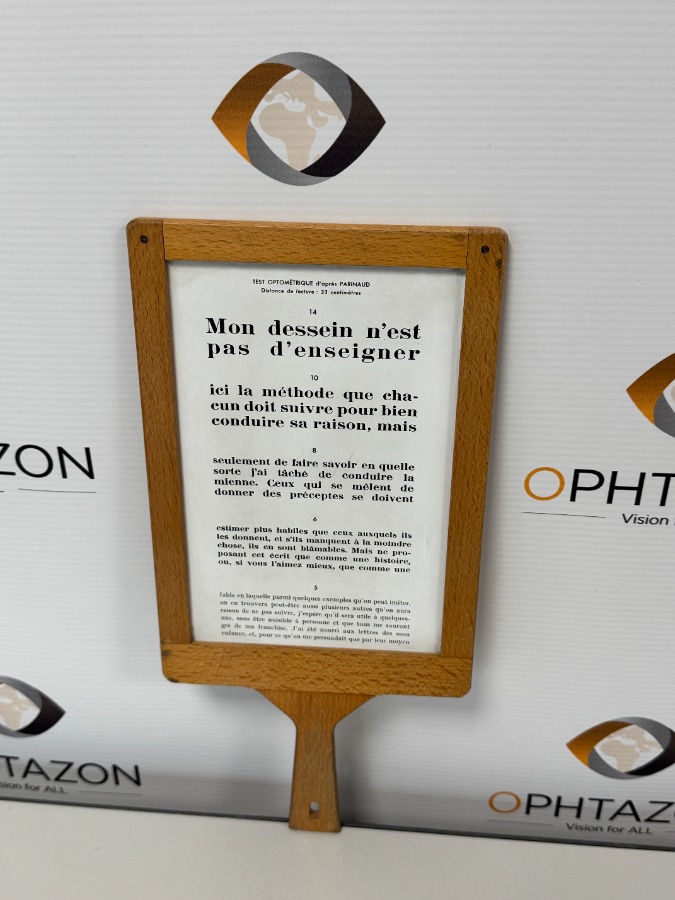 TEST OPTOMÉTRIQUE d'après PARINAUD
Distance de lecture : 33 centimètres
14
Mon dessein n'est
pas d'enseigner
10
ici la méthode que cha-
cun doit suivre pour bien
conduire sa raison, mais
8
seulement de faire savoir en quelle
sorte j'ai tâché de conduire la
mienne. Ceux qui se mêlent de
donner des préceptes se doivent
6
estimer plus habiles que ceux auxquels ils
les donnent, et s'ils manquent à la moindre
chose, ils en sont blâmables. Mais ne pro-
posant cet écrit que comme une histoire,
ou, si vous l'aimez mieux, que comme une
5
fable en laquelle parmi quelques exemples qu'on peut imiter,
on en trouvera peut-être aussi plusieurs autres qu'on aura
raison de ne pas suivre, j'espère qu'il sera utile à quelques-
uns, sans être nuisible à personne et que tous me sauront
gré de ma franchise. J'ai été nourri aux lettres dès mon
enfance, et, pour ce qu'on me persuadait que par leur moyen
ZON
OPHT
Vision
TAZON
sion for ALL
OPHTAZO
Vision for ALL